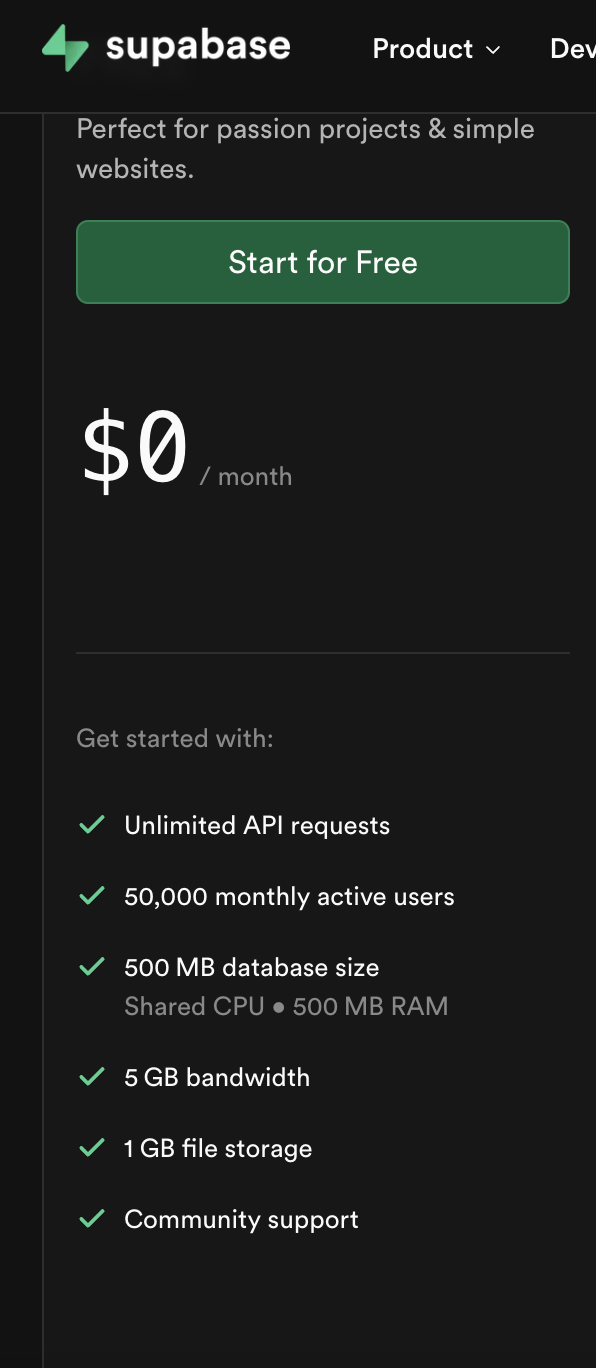 supabase
Product
Dev
Perfect for passion projects & simple
websites.
Start for Free
$0 / month
Get started with:
Unlimited API requests
50,000 monthly active users
500 MB database size
Shared CPU • 500 MB RAM
5 GB bandwidth
1 GB file storage
Community support